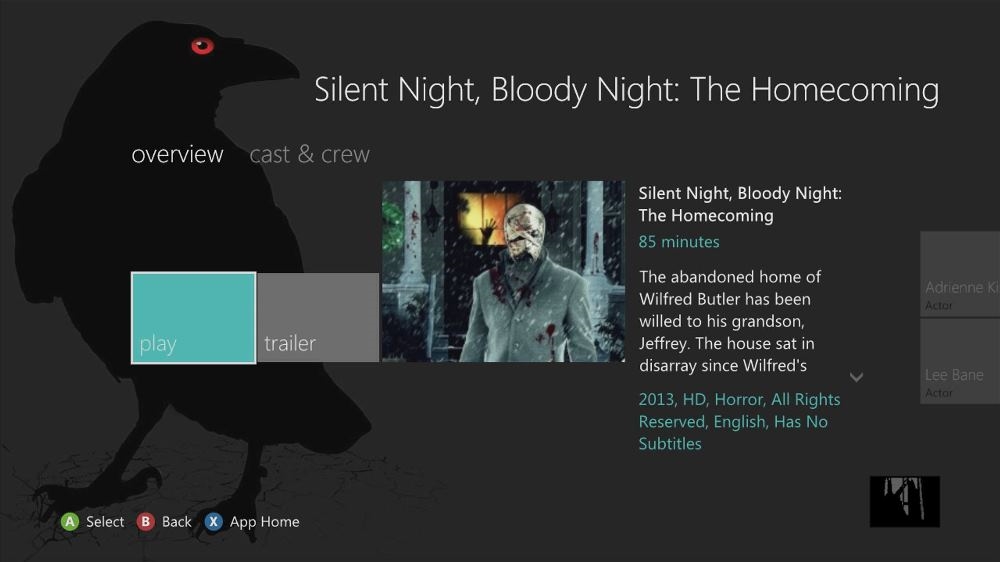 Silent Night, Bloody Night: The Homecoming
overview cast & crew
play
trailer
Silent Night, Bloody Night:
The Homecoming
85 minutes
The abandoned home of
Wilfred Butler has been
willed to his grandson,
Jeffrey. The house sat in
disarray since Wilfred's
2013, HD, Horror, All Rights
Reserved, English, Has No
Subtitles
Adrienne Ki
Actor
Lee Bane
Actor
A Select B Back X App Home